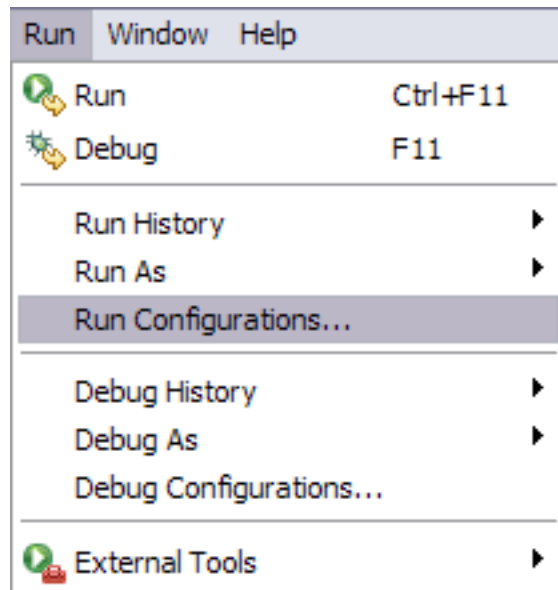 Run Window Help
Run Ctrl+F11
Debug F11
Run History
Run As
Run Configurations...
Debug History
Debug As
Debug Configurations...
External Tools